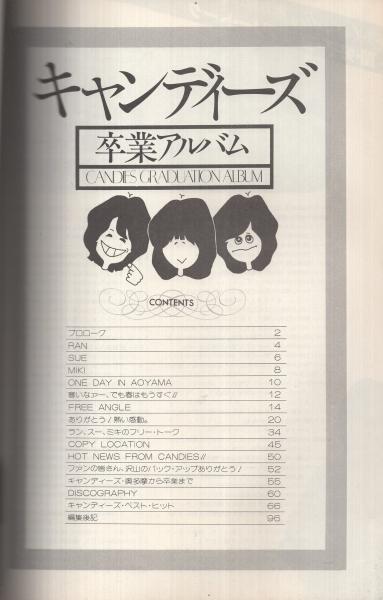 キャンディーズ
卒業アルバム
CANDIES GRADUATION ALBUM
CONTENTS
プロローグ 2
RAN 4
SUE 6
MIKI 8
ONE DAY IN AOYAMA 10
寒いなァー、でも春はもうすぐ!! 12
FREE ANGLE 14
ありがとう!熱い感動。 20
ラン、スー、ミキのフリー・トーク 34
COPY LOCATION 45
HOT NEWS FROM CANDIES!! 50
ファンの皆さん、沢山のバック・アップありがとう! 52
キャンディーズ・奥多摩から卒業まで 55
DISCOGRAPHY 60
キャンディーズ・ベスト・ヒット 66
編集後記 96